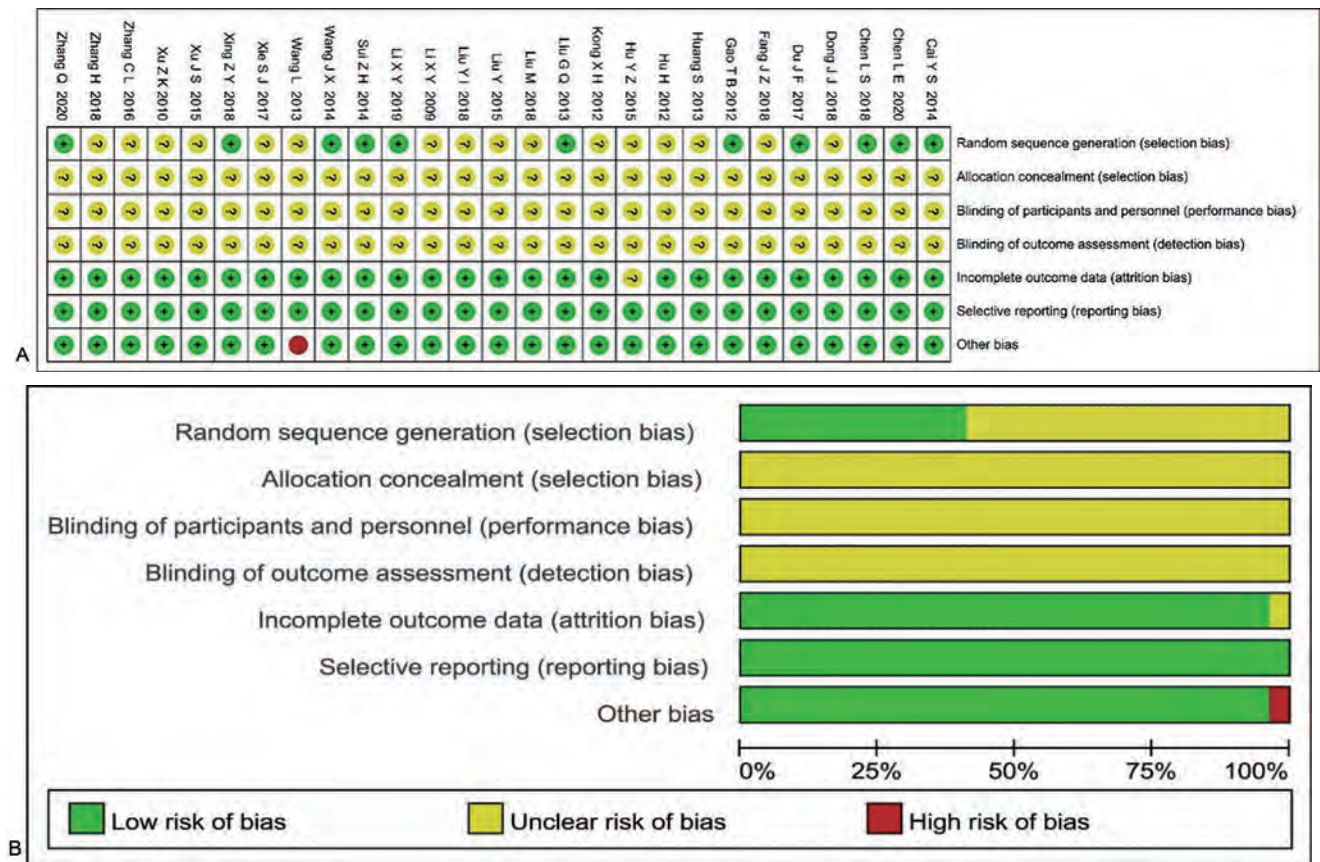 Zhang Q 2020
Zhang H 2018
Zhang C L 2016
Xu Z K 2010
Xu J S 2015
Xing Z Y 2018
Xie S J 2017
Wang L 2013
Wang J X 2014
Sui Z H 2014
Li X Y 2019
Li X Y 2009
Liu Y J 2018
Liu Y 2015
Liu M 2018
Liu G Q 2013
Kong X H 2012
Hu Y Z 2015
Hu H 2012
Huang S 2013
Gao T B 2012
Fang J Z 2018
Du J F 2017
Dong J J 2018
Chen L S 2018
Chen L E 2020
Cai Y S 2014
+ ? ? ? ? + ? ? + + + ? ? ? ? + ? ? ? ? + ? + ? + + + Random sequence generation (selection bias)
? ? ? ? ? ? ? ? ? ? ? ? ? ? ? ? ? ? ? ? ? ? ? ? ? ? ? Allocation concealment (selection bias)
? ? ? ? ? ? ? ? ? ? ? ? ? ? ? ? ? ? ? ? ? ? ? ? ? ? ? Blinding of participants and personnel (performance bias)
? ? ? ? ? ? ? ? ? ? ? ? ? ? ? ? ? ? ? ? ? ? ? ? ? ? ? Blinding of outcome assessment (detection bias)
+ + + + + + + + + + + + + + + + + ? + + + + + + + + + Incomplete outcome data (attrition bias)
+ + + + + + + + + + + + + + + + + + + + + + + + + + + Selective reporting (reporting bias)
+ + + + + + + + + + + + + + + + + + + + + + + + + + Other bias
A
Random sequence generation (selection bias)
Allocation concealment (selection bias)
Blinding of participants and personnel (performance bias)
Blinding of outcome assessment (detection bias)
Incomplete outcome data (attrition bias)
Selective reporting (reporting bias)
Other bias
0% 25% 50% 75% 100%
Low risk of bias Unclear risk of bias High risk of bias
B